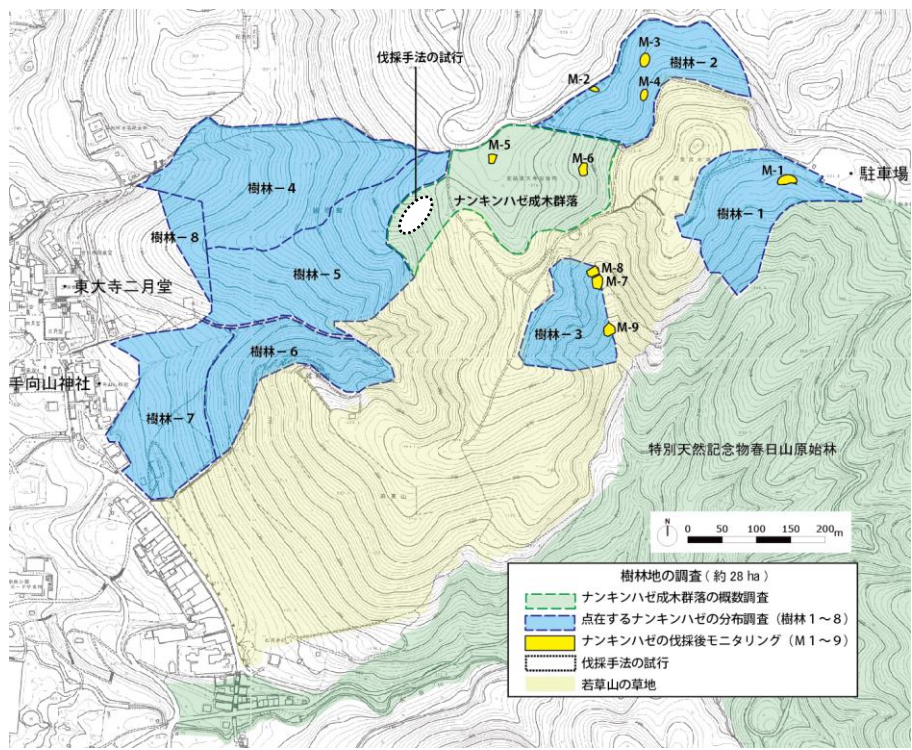 伐採手法の試行
M-3
樹林－2
M-2
M-4
M-5
M-6
ナンキンハゼ成木群落
樹林－4
M-1
駐車場
樹林－1
樹林－8
樹林－5
東大寺二月堂
M-8
M-7
樹林－3
M-9
樹林－6
手向山神社
樹林－7
特別天然記念物春日山原始林
N
0 50 100 150 200m
樹林地の調査（約 28 ㏊）
ナンキンハゼ成木群落の概数調査
点在するナンキンハゼの分布調査（樹林１～８）
ナンキンハゼの伐採後モニタリング（Ｍ１～９）
伐採手法の試行
若草山の草地